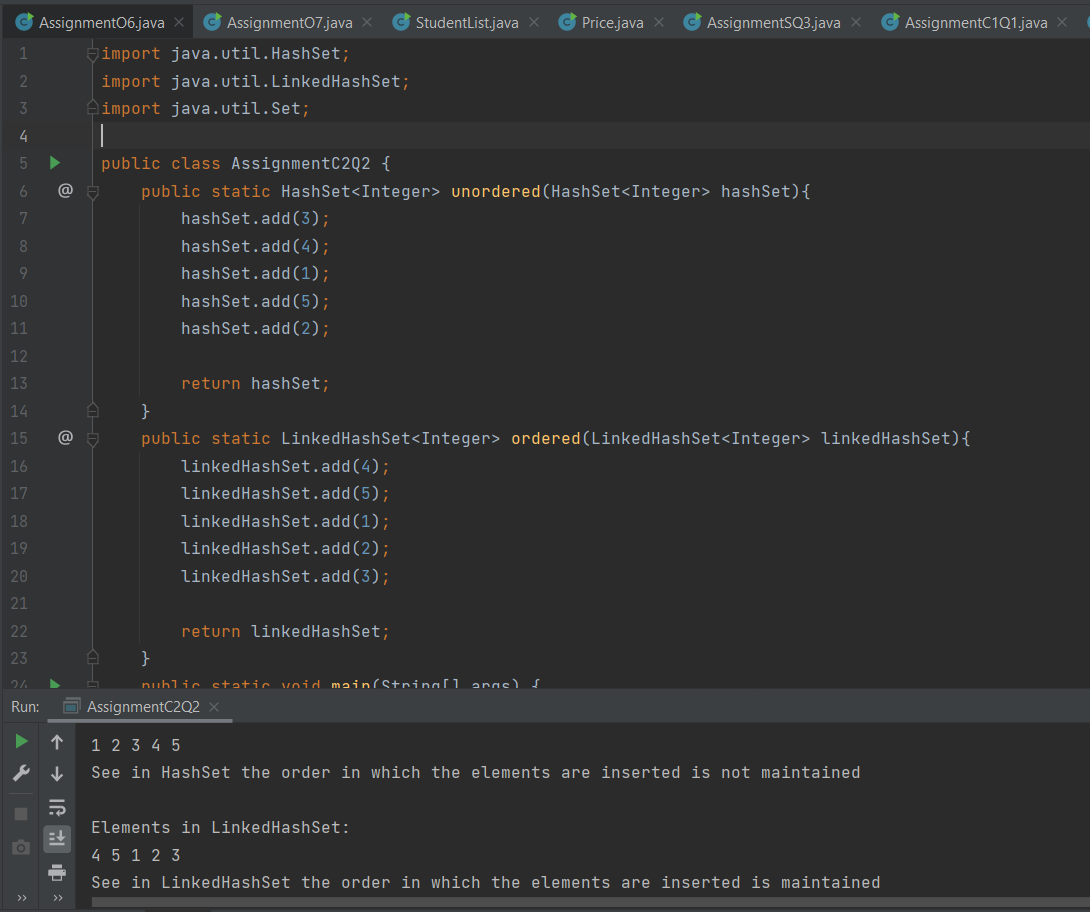 AssignmentO6.java AssignmentO7.java StudentList.java Price.java AssignmentSQ3.java AssignmentC1Q1.java
1 import java.util.HashSet;
2 import java.util.LinkedHashSet;
3 import java.util.Set;
4
5 public class AssignmentC2Q2 {
6 @ public static HashSet<Integer> unordered(HashSet<Integer> hashSet){
7 hashSet.add(3);
8 hashSet.add(4);
9 hashSet.add(1);
10 hashSet.add(5);
11 hashSet.add(2);
12
13 return hashSet;
14 }
15 @ public static LinkedHashSet<Integer> ordered(LinkedHashSet<Integer> linkedHashSet){
16 linkedHashSet.add(4);
17 linkedHashSet.add(5);
18 linkedHashSet.add(1);
19 linkedHashSet.add(2);
20 linkedHashSet.add(3);
21
22 return linkedHashSet;
23 }
24 public static void main(String[] args) {
Run: AssignmentC2Q2
1 2 3 4 5
See in HashSet the order in which the elements are inserted is not maintained
Elements in LinkedHashSet:
4 5 1 2 3
See in LinkedHashSet the order in which the elements are inserted is maintained